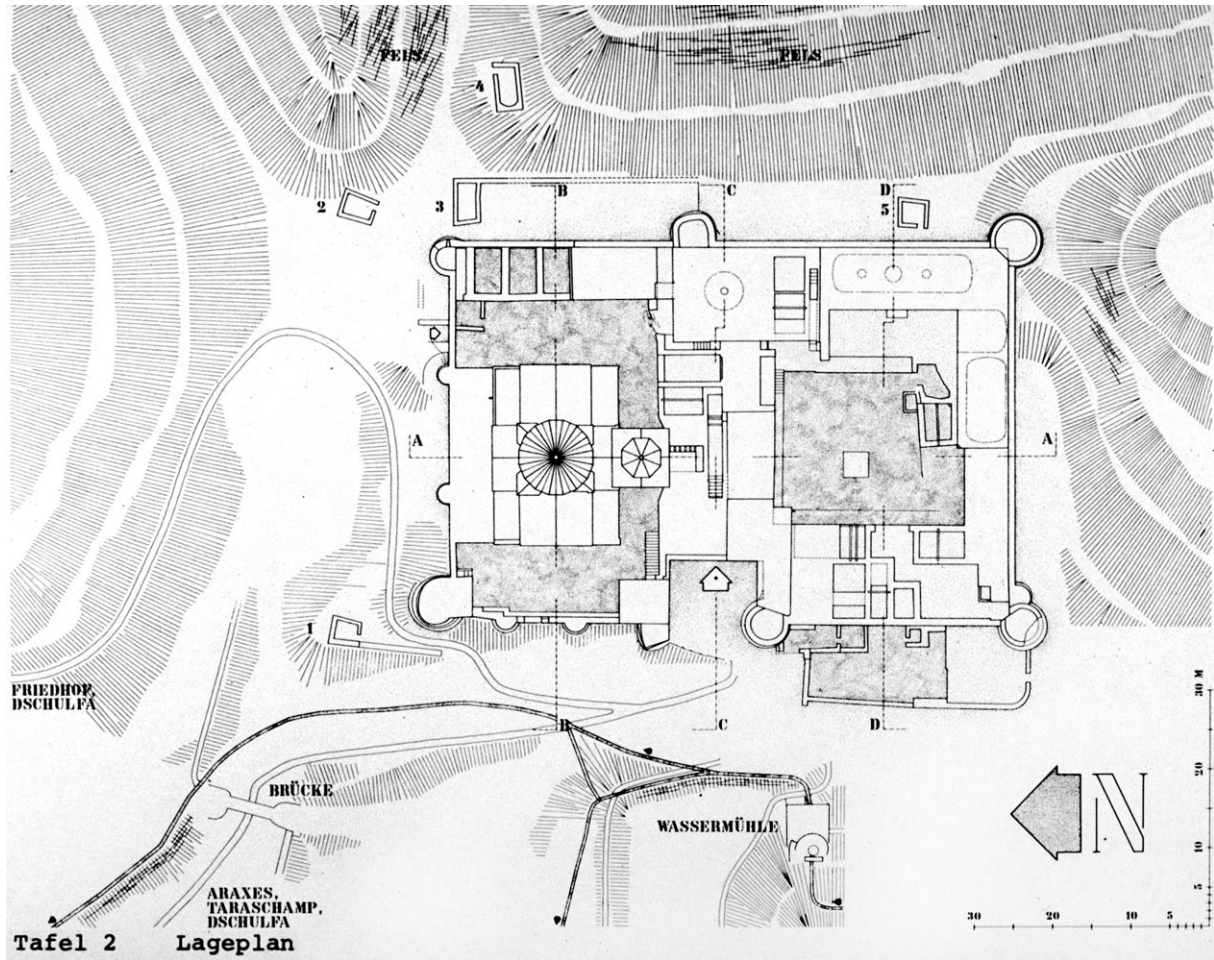 FELS
FELS
4
2
3
B
C
D
5
A
A
1
FRIEDHOF,
DSCHULFA
B
C
D
30 M
20
10
5
BRÜCKE
WASSERMÜHLE
N
ARAXES,
TARASCHAMP,
DSCHULFA
30
20
10
5
Tafel 2 Lageplan